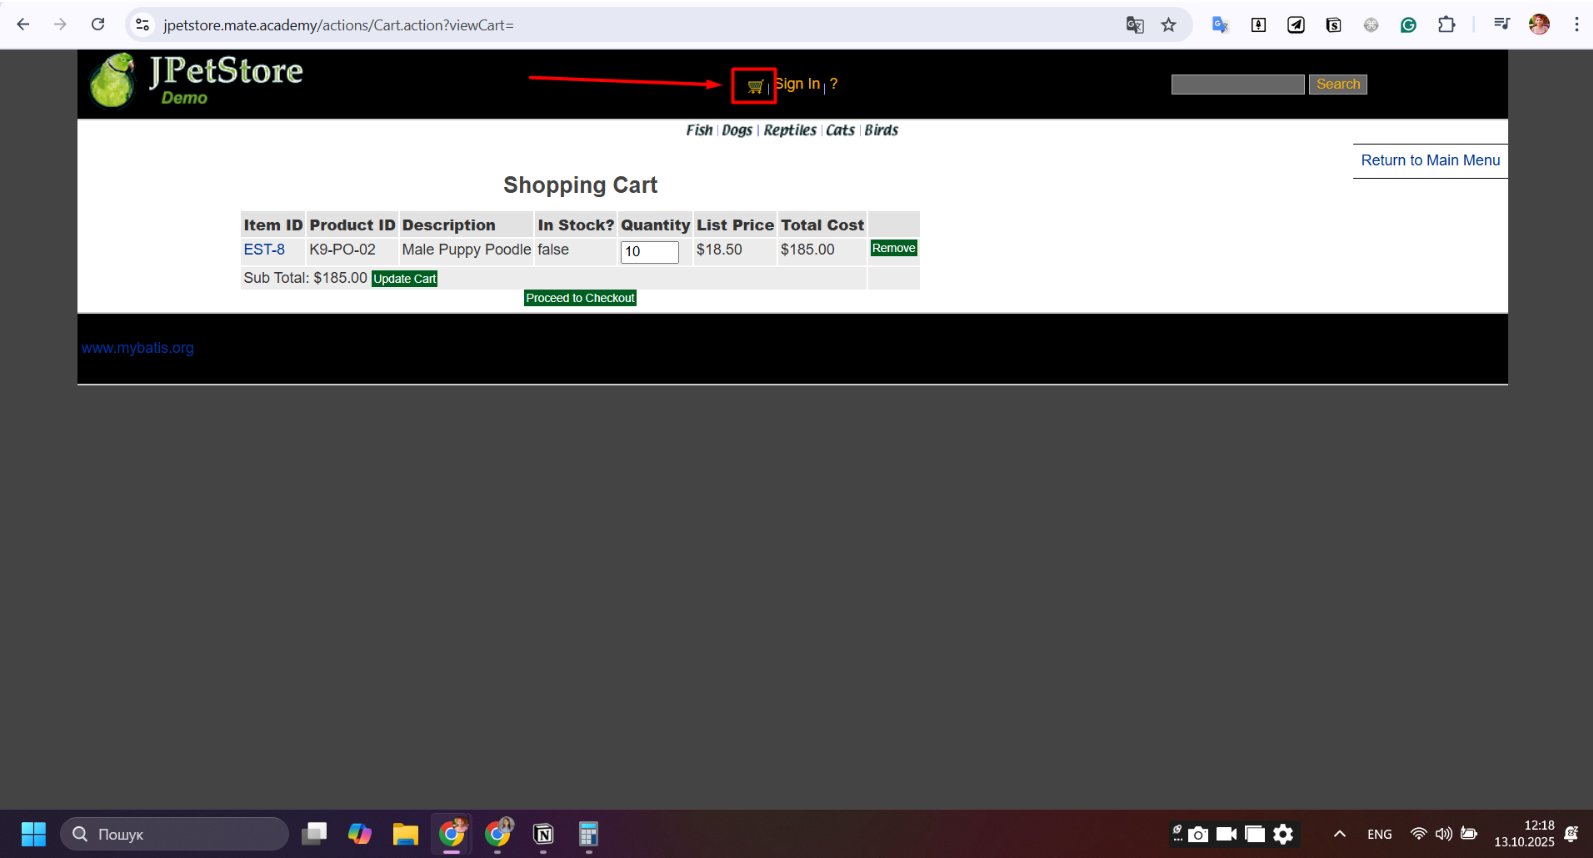 jpetstore.mate.academy/actions/Cart.action?viewCart=
JPetStore
Demo
Sign In
?
Search
Fish | Dogs | Reptiles | Cats | Birds
Return to Main Menu
Shopping Cart
Item ID Product ID Description In Stock? Quantity List Price Total Cost
EST-8 K9-PO-02 Male Puppy Poodle false 10 $18.50 $185.00 Remove
Sub Total: $185.00 Update Cart
Proceed to Checkout
www.mybatis.org
Пошук
ENG
12:18
13.10.2025